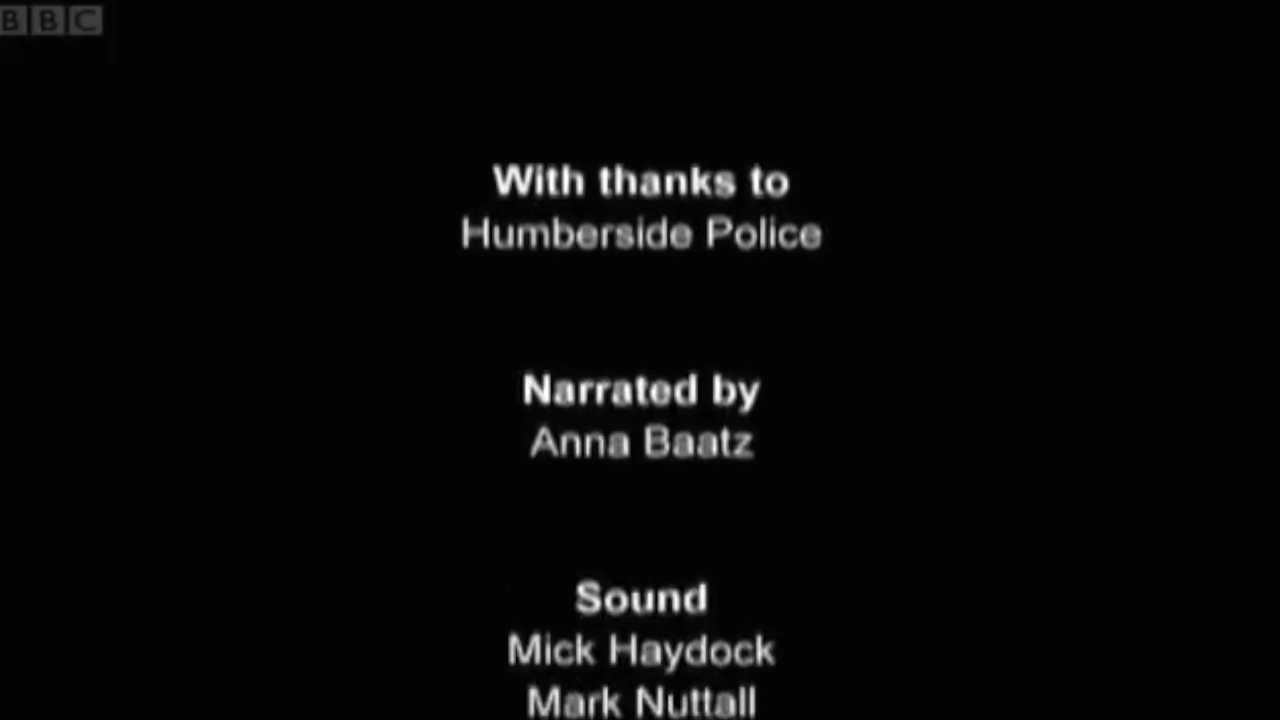 BBC
With thanks to
Humberside Police
Narrated by
Anna Baatz
Sound
Mick Haydock
Mark Nuttall